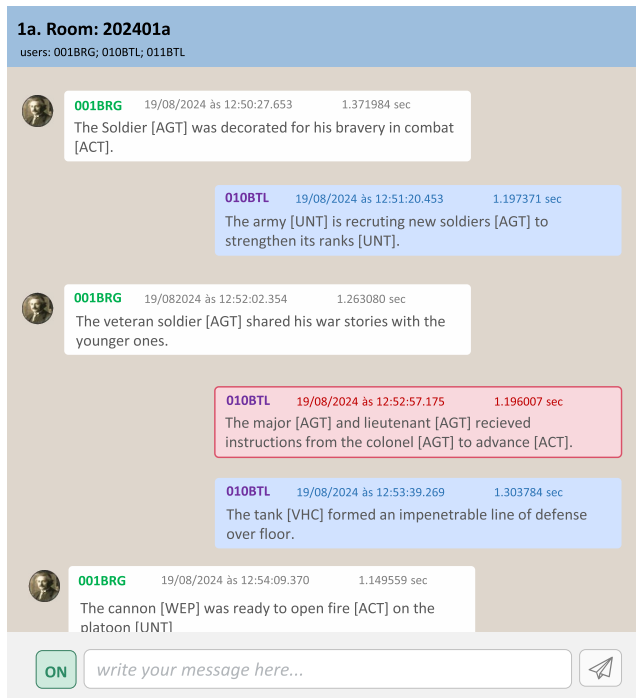 1a. Room: 202401a
users: 001BRG; 010BTL; 011BTL
001BRG 19/08/2024 às 12:50:27.653 1.371984 sec
The Soldier [AGT] was decorated for his bravery in combat
[ACT].
010BTL 19/08/2024 às 12:51:20.453 1.197371 sec
The army [UNT] is recruting new soldiers [AGT] to
strengthen its ranks [UNT].
001BRG 19/082024 às 12:52:02.354 1.263080 sec
The veteran soldier [AGT] shared his war stories with the
younger ones.
010BTL 19/08/2024 às 12:52:57.175 1.196007 sec
The major [AGT] and lieutenant [AGT] recieved
instructions from the colonel [AGT] to advance [ACT].
010BTL 19/08/2024 às 12:53:39.269 1.303784 sec
The tank [VHC] formed an impenetrable line of defense
over floor.
001BRG 19/08/2024 às 12:54:09.370 1.149559 sec
The cannon [WEP] was ready to open fire [ACT] on the
platoon [UNT]
ON write your message here...